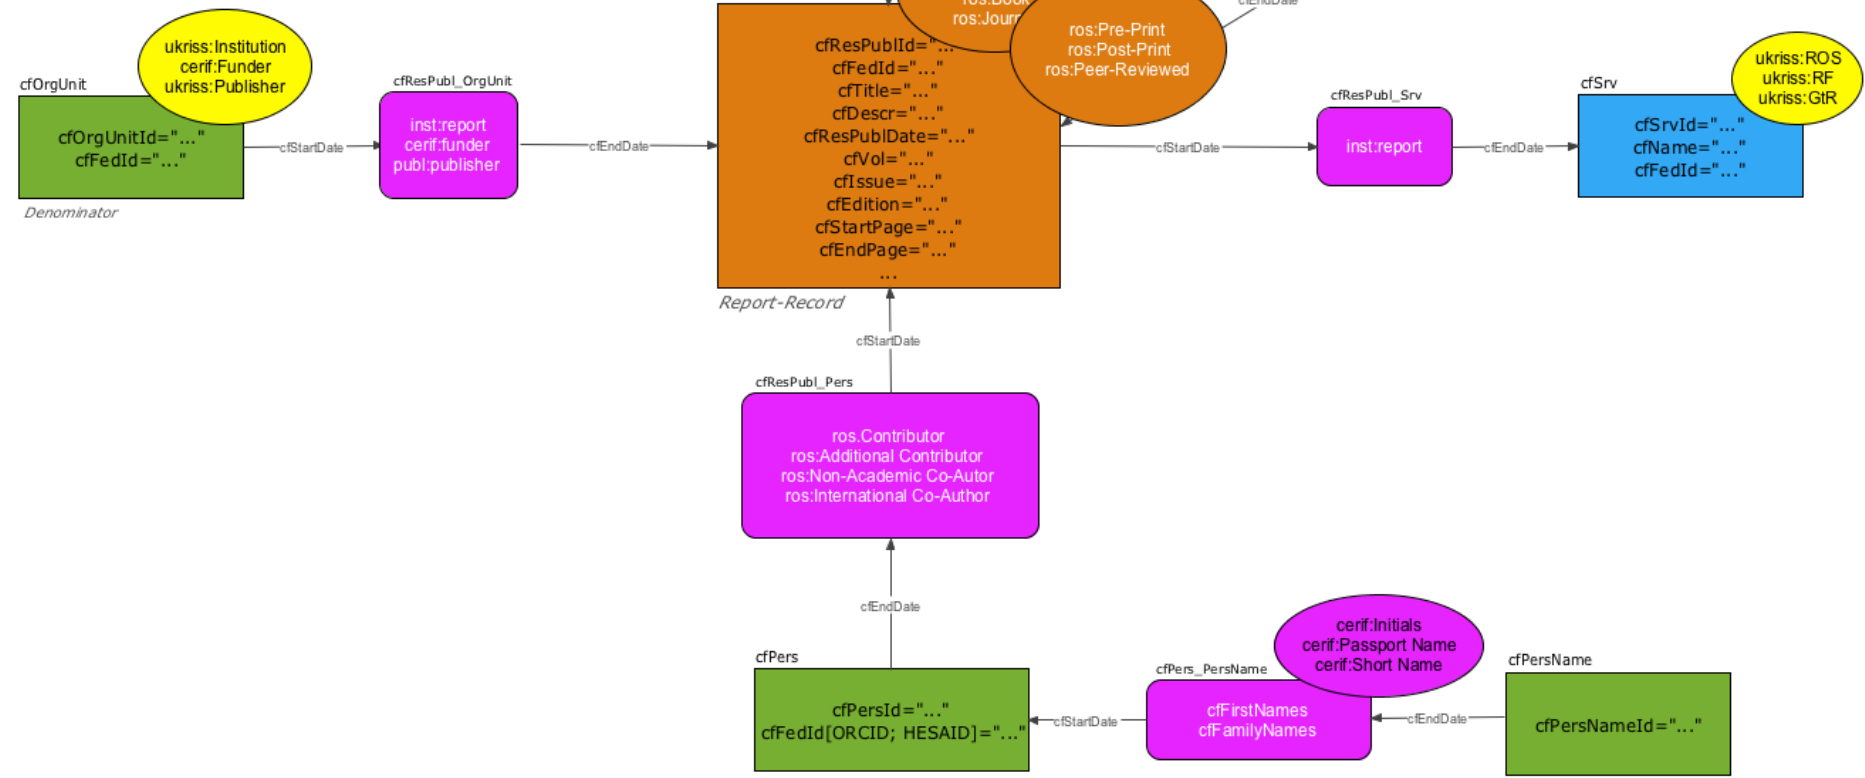 cfOrgUnit
ukriss:Institution
cerif:Funder
ukriss:Publisher
cfOrgUnitId="..."
cfFedId="..."
Denominator
cfStartDate
cfResPubl_OrgUnit
inst:report
cerif:funder
publ:publisher
cfEndDate
ros:Book
ros:Journ
ros:Pre-Print
ros:Post-Print
ros:Peer-Reviewed
cfEndDate
cfResPublId="..."
cfFedId="..."
cfTitle="..."
cfDescr="..."
cfResPublDate="..."
cfVol="..."
cfIssue="..."
cfEdition="..."
cfStartPage="..."
cfEndPage="..."
...
Report-Record
cfStartDate
cfResPubl_Srv
inst:report
cfEndDate
cfSrv
ukriss:ROS
ukriss:RF
ukriss:GtR
cfSrvId="..."
cfName="..."
cfFedId="..."
cfStartDate
cfResPubl_Pers
ros.Contributor
ros:Additional Contributor
ros:Non-Academic Co-Autor
ros:International Co-Author
cfEndDate
cfPers
cfPersId="..."
cfFedId[ORCID; HESAID]="..."
cfStartDate
cfPers_PersName
cerif:Initials
cerif:Passport Name
cerif:Short Name
cfFirstNames
cfFamilyNames
cfEndDate
cfPersName
cfPersNameId="..."